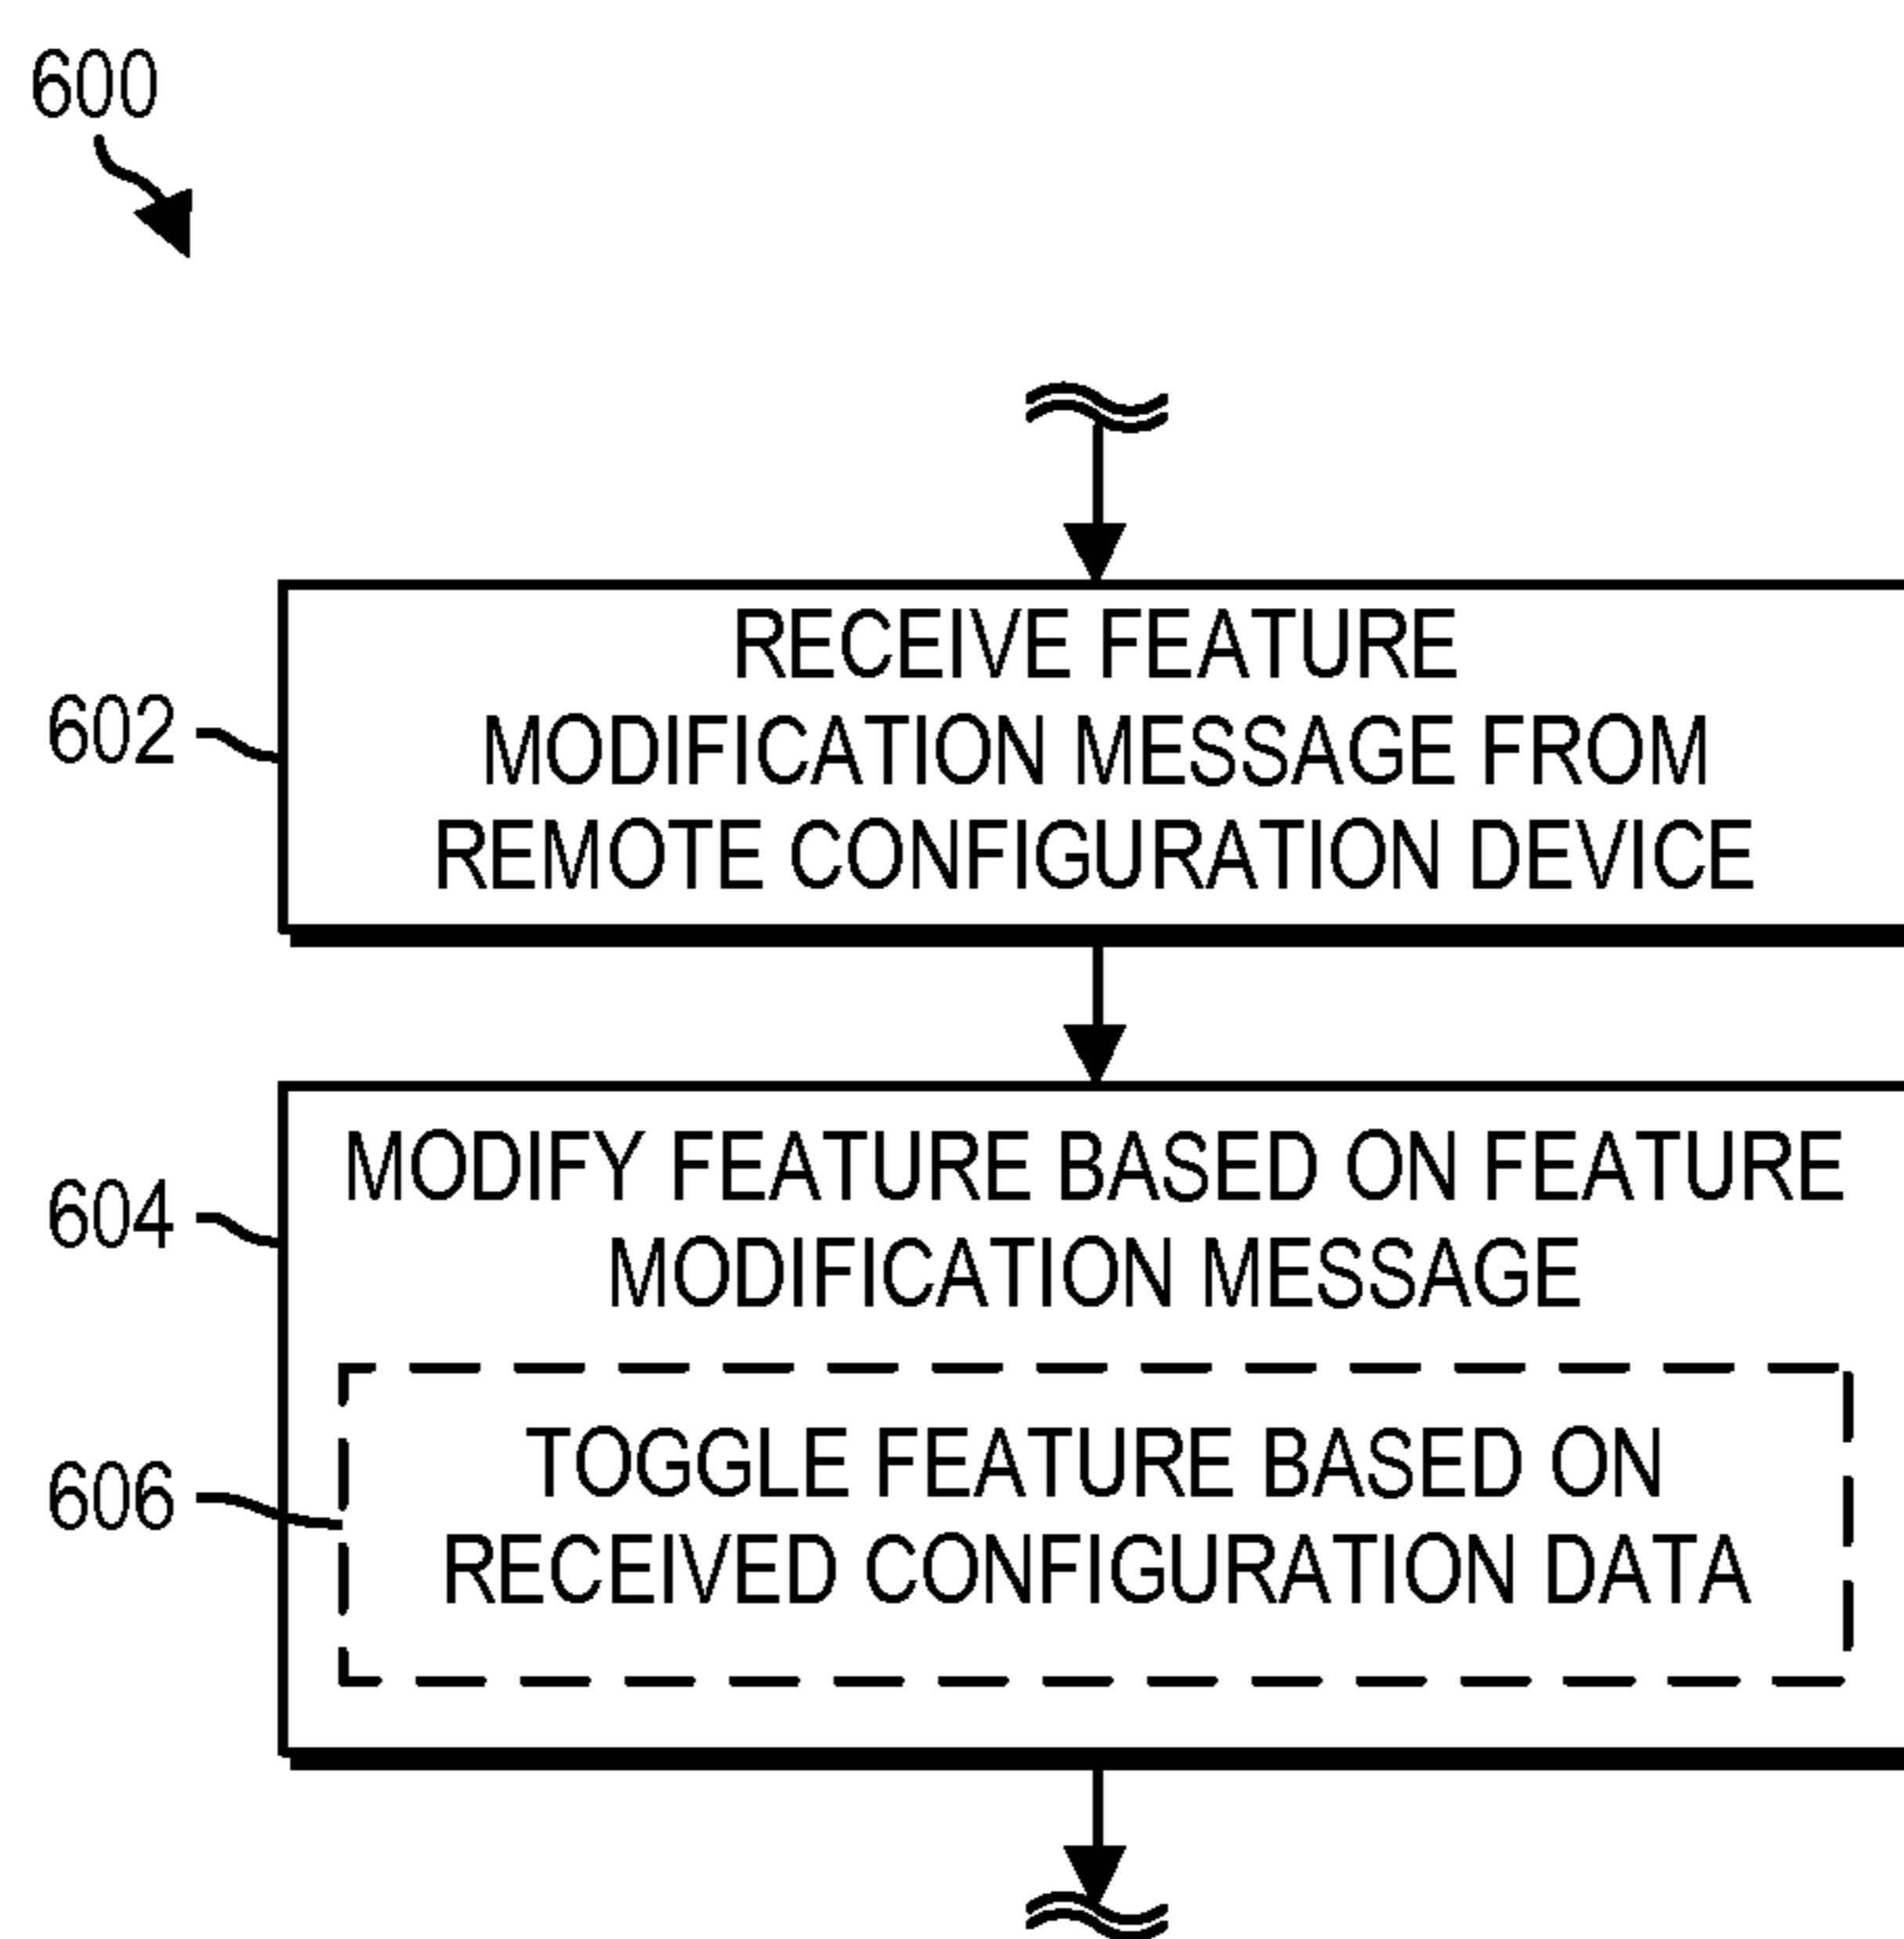 600
602
RECEIVE FEATURE
MODIFICATION MESSAGE FROM
REMOTE CONFIGURATION DEVICE
604
MODIFY FEATURE BASED ON FEATURE
MODIFICATION MESSAGE
606
TOGGLE FEATURE BASED ON
RECEIVED CONFIGURATION DATA